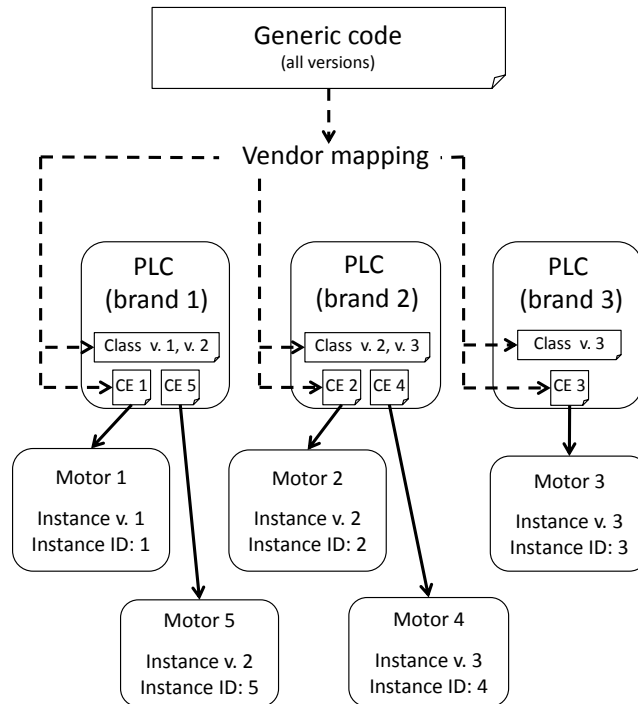 Generic code
(all versions)
Vendor mapping
PLC
(brand 1)
Class v. 1, v. 2
CE 1
CE 5
PLC
(brand 2)
Class v. 2, v. 3
CE 2
CE 4
PLC
(brand 3)
Class v. 3
CE 3
Motor 1
Instance v. 1
Instance ID: 1
Motor 2
Instance v. 2
Instance ID: 2
Motor 3
Instance v. 3
Instance ID: 3
Motor 5
Instance v. 2
Instance ID: 5
Motor 4
Instance v. 3
Instance ID: 4